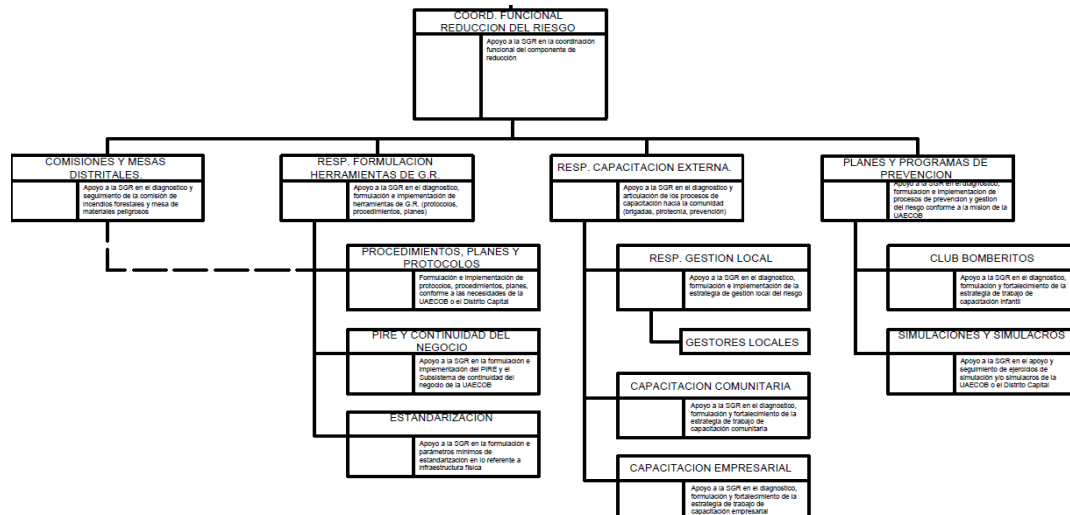 COORD. FUNCIONAL
REDUCCION DEL RIESGO
Apoyo a la SGR en la coordinación
funcional del componente de
reducción
COMISIONES Y MESAS
DISTRITALES.
Apoyo a la SGR en el diagnostico y
seguimiento de la comisión de
incendios forestales y mesa de
materiales peligrosos
RESP. FORMULACION
HERRAMIENTAS DE G.R.
Apoyo a la SGR en el diagnostico,
formulación e implementación de
herramientas de G.R. (protocolos,
procedimientos, planes)
RESP. CAPACITACION EXTERNA.
Apoyo a la SGR en el diagnostico y
articulación de los procesos de
capacitación hacia la comunidad
(brigadas, pirotecnia, prevención)
PLANES Y PROGRAMAS DE
PREVENCION
Apoyo a la SGR en el diagnostico,
formulación e implementacion de
procesos de prevencion y gestion
del riesgo conforme a la mision de la
UAECOB
PROCEDIMIENTOS, PLANES Y
PROTOCOLOS
Formulación e implementación de
protocolos, procedimientos, planes,
conforme a las necesidades de la
UAECOB o el Distrito Capital
PIRE Y CONTINUIDAD DEL
NEGOCIO
Apoyo a la SGR en la formulación e
implementación del PIRE y el
Subsistema de continuidad del
negocio de la UAECOB
ESTANDARIZACION
Apoyo a la SGR en la formulación e
parámetros mínimos de
estandarización en lo referente a
infraestructura física
RESP. GESTION LOCAL
Apoyo a la SGR en el diagnostico,
formulación e implementación de la
estrategia de gestión local del riesgo
GESTORES LOCALES
CAPACITACION COMUNITARIA
Apoyo a la SGR en el diagnostico,
formulación y fortalecimiento de la
estrategia de trabajo de
capacitación comunitaria
CAPACITACION EMPRESARIAL
Apoyo a la SGR en el diagnostico,
formulación y fortalecimiento de la
estrategia de trabajo de
capacitación empresarial
CLUB BOMBERITOS
Apoyo a la SGR en el diagnostico,
formulación y fortalecimiento de la
estrategia de trabajo de
capacitación infantil
SIMULACIONES Y SIMULACROS
Apoyo a la SGR en el apoyo y
seguimiento de ejercicios de
simulación y/o simulacros de la
UAECOB o el Distrito Capital